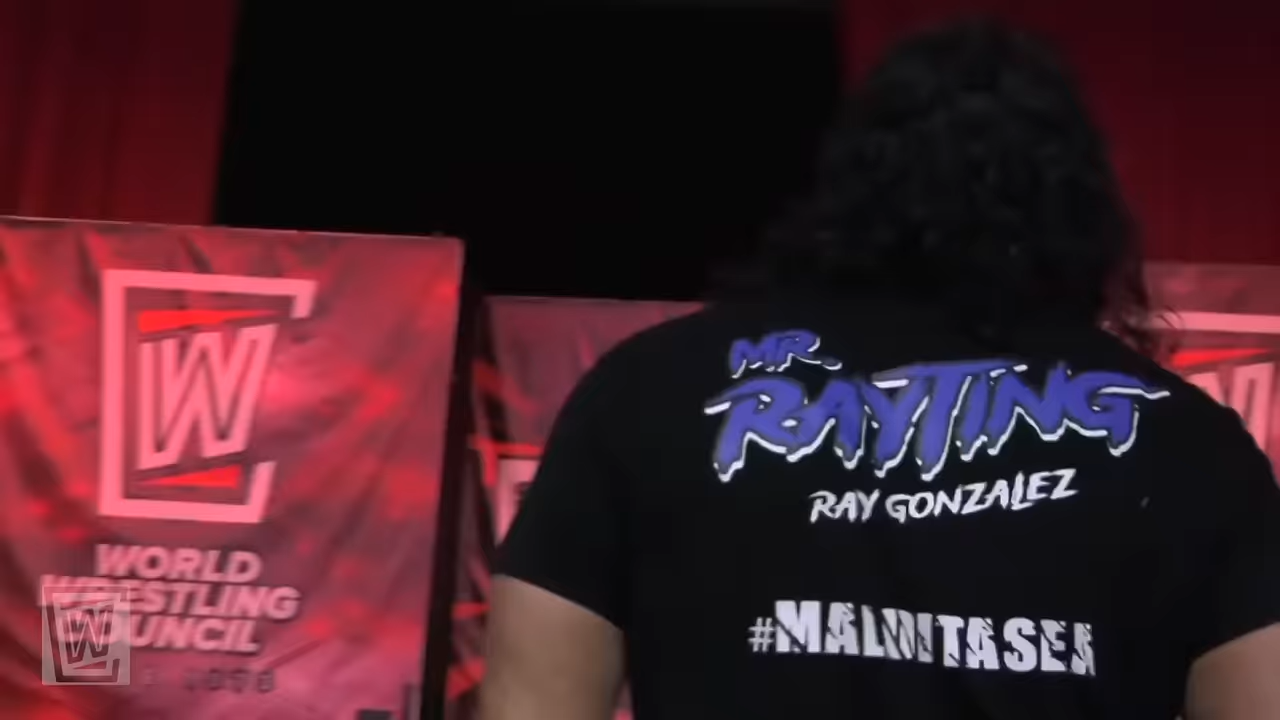 W
WORLD
WRESTLING
COUNCIL
MR.
RAYTING
RAY GONZALEZ
#MALDITASEA
W